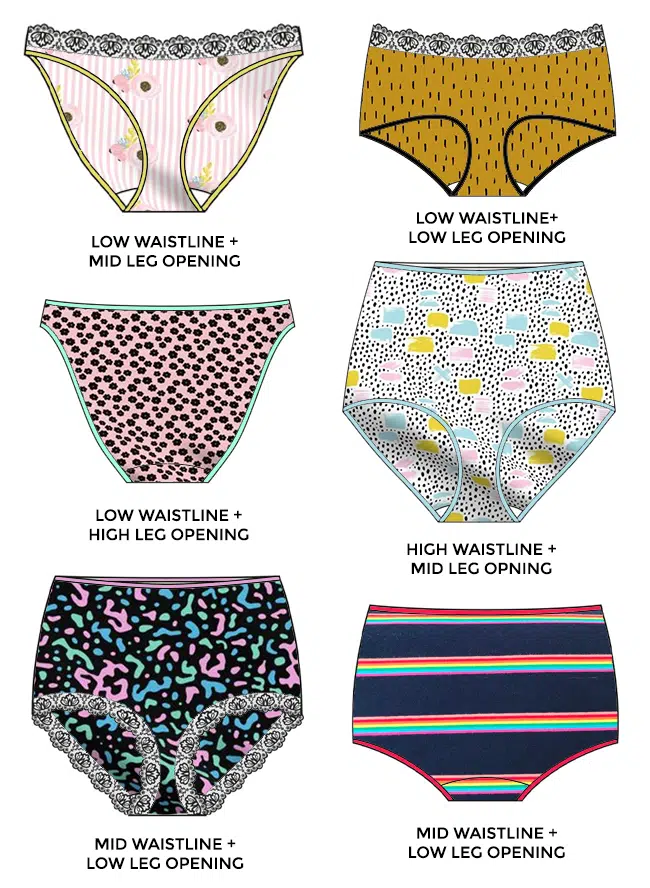 LOW WAISTLINE +
MID LEG OPENING
LOW WAISTLINE+
LOW LEG OPENING
LOW WAISTLINE +
HIGH LEG OPENING
HIGH WAISTLINE +
MID LEG OPNING
MID WAISTLINE +
LOW LEG OPENING
MID WAISTLINE +
LOW LEG OPENING